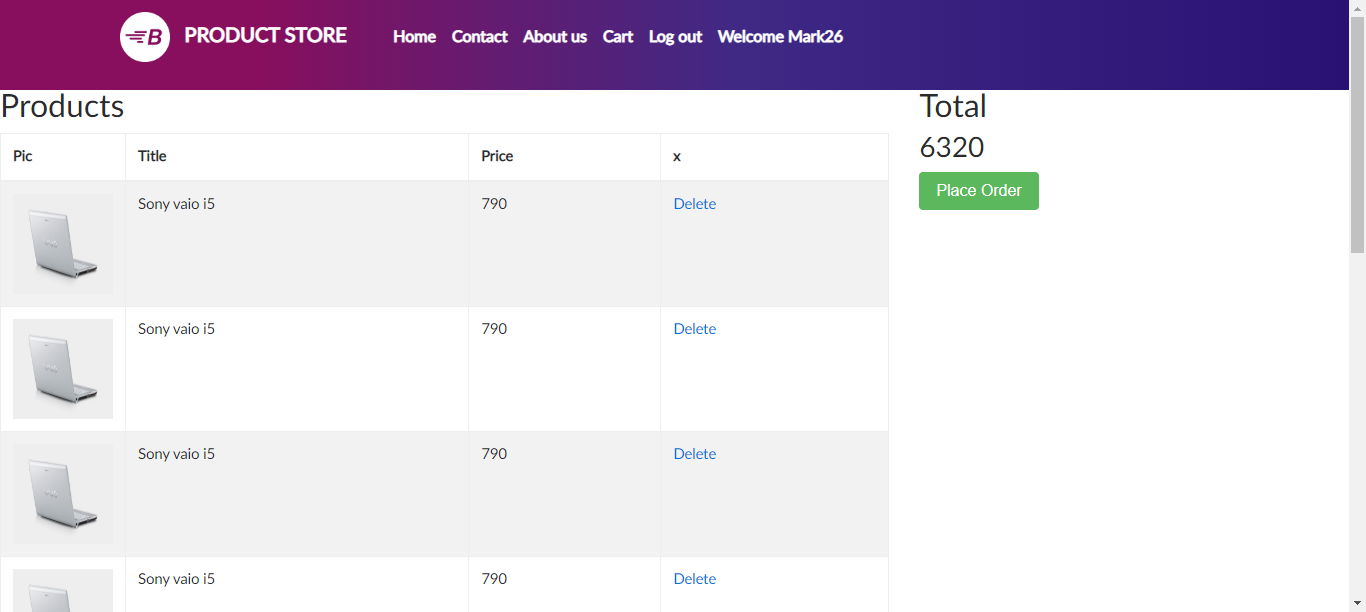 B PRODUCT STORE Home Contact About us Cart Log out Welcome Mark26
Products
Total
6320
Place Order
Pic Title Price x
Sony vaio i5 790 Delete
Sony vaio i5 790 Delete
Sony vaio i5 790 Delete
Sony vaio i5 790 Delete